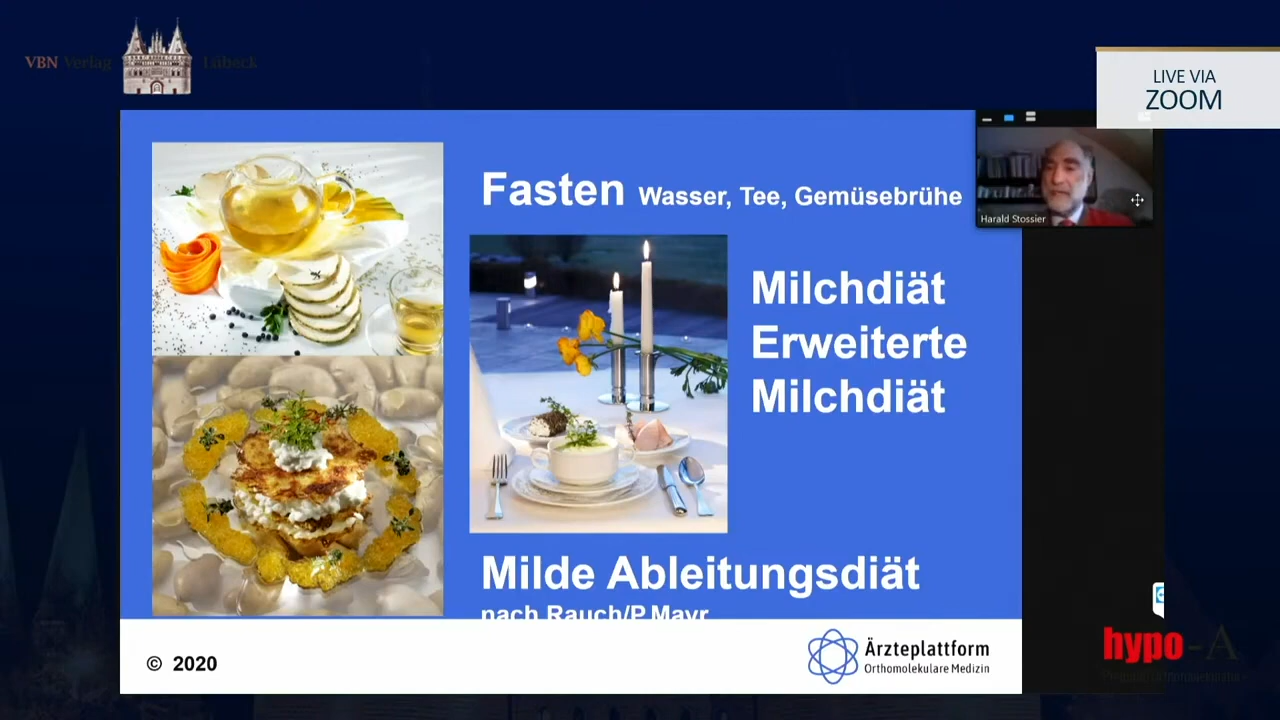 VBN Verlag Lübeck
LIVE VIA
ZOOM
Harald Stossier
Fasten Wasser, Tee, Gemüsebrühe
Milchdiät
Erweiterte
Milchdiät
Milde Ableitungsdiät
nach Rauch/P.Mayr
© 2020
Ärzteplattform
Orthomolekulare Medizin
hypo-A